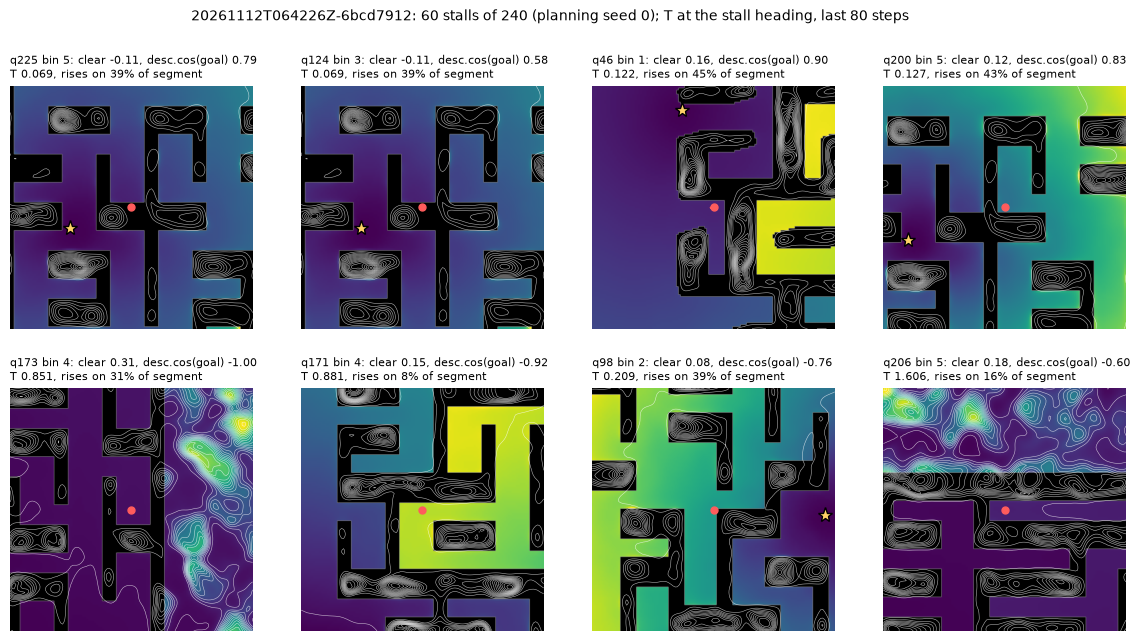 20261112T064226Z-6bcd7912: 60 stalls of 240 (planning seed 0); T at the stall heading, last 80 steps
q225 bin 5: clear -0.11, desc.cos(goal) 0.79
T 0.069, rises on 39% of segment
q124 bin 3: clear -0.11, desc.cos(goal) 0.58
T 0.069, rises on 39% of segment
q46 bin 1: clear 0.16, desc.cos(goal) 0.90
T 0.122, rises on 45% of segment
q200 bin 5: clear 0.12, desc.cos(goal) 0.83
T 0.127, rises on 43% of segment
q173 bin 4: clear 0.31, desc.cos(goal) -1.00
T 0.851, rises on 31% of segment
q171 bin 4: clear 0.15, desc.cos(goal) -0.92
T 0.881, rises on 8% of segment
q98 bin 2: clear 0.08, desc.cos(goal) -0.76
T 0.209, rises on 39% of segment
q206 bin 5: clear 0.18, desc.cos(goal) -0.60
T 1.606, rises on 16% of segment